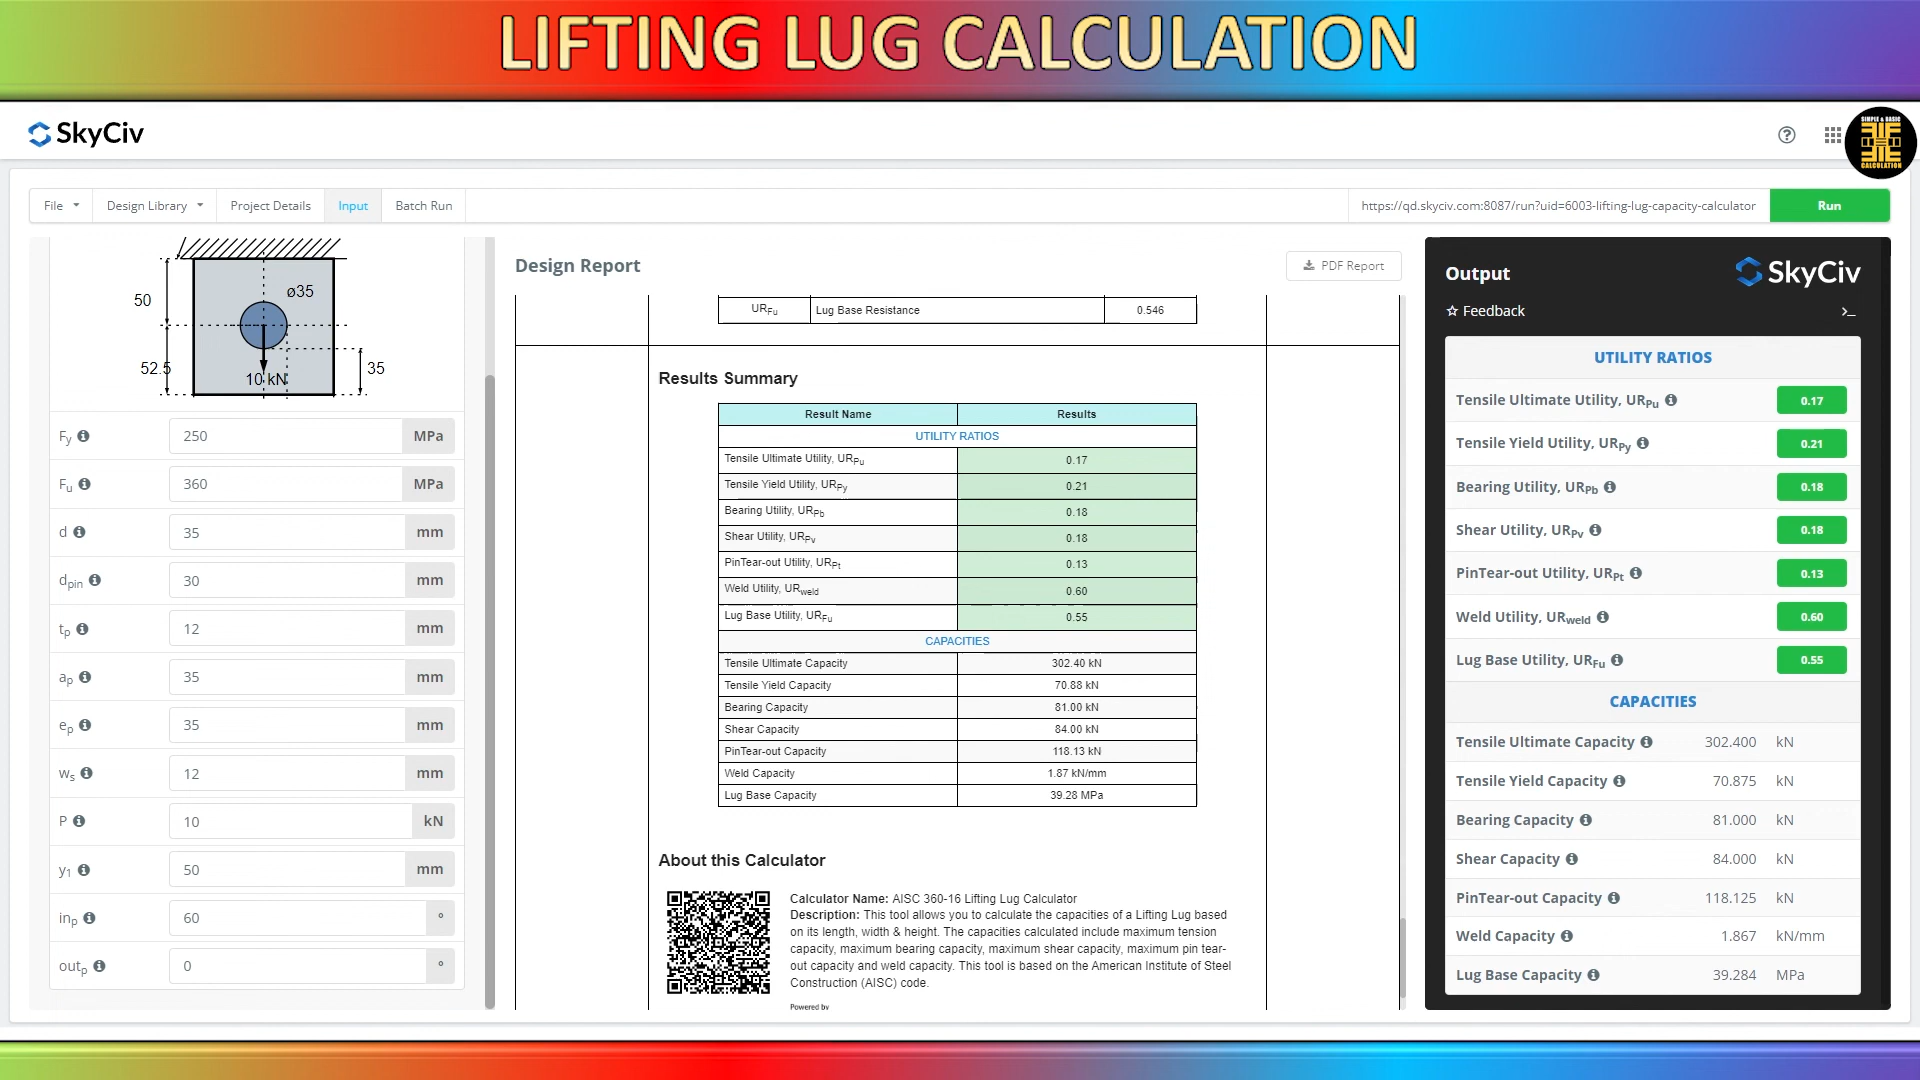 LIFTING LUG CALCULATION
SkyCiv
SIMPLE & BASIC
CALCULATION
File
Design Library
Project Details
Input
Batch Run
https://qd.skyciv.com:8087/run?uid=6003-lifting-lug-capacity-calculator
Run
50
ø35
52.5
10 kN
35
Fy 250 MPa
Fu 360 MPa
d 35 mm
dpin 30 mm
tp 12 mm
ap 35 mm
ep 35 mm
ws 12 mm
P 10 kN
y1 50 mm
inp 60 °
outp 0 °
Design Report
PDF Report
URFu Lug Base Resistance 0.546
Results Summary
Result Name Results
UTILITY RATIOS
Tensile Ultimate Utility, URPu 0.17
Tensile Yield Utility, URPy 0.21
Bearing Utility, URPb 0.18
Shear Utility, URPv 0.18
PinTear-out Utility, URPt 0.13
Weld Utility, URweld 0.60
Lug Base Utility, URFu 0.55
CAPACITIES
Tensile Ultimate Capacity 302.40 kN
Tensile Yield Capacity 70.88 kN
Bearing Capacity 81.00 kN
Shear Capacity 84.00 kN
PinTear-out Capacity 118.13 kN
Weld Capacity 1.87 kN/mm
Lug Base Capacity 39.28 MPa
About this Calculator
Calculator Name: AISC 360-16 Lifting Lug Calculator
Description: This tool allows you to calculate the capacities of a Lifting Lug based
on its length, width & height. The capacities calculated include maximum tension
capacity, maximum bearing capacity, maximum shear capacity, maximum pin tear-
out capacity and weld capacity. This tool is based on the American Institute of Steel
Construction (AISC) code.
Powered by
Output
SkyCiv
Feedback
>_
UTILITY RATIOS
Tensile Ultimate Utility, URPu 0.17
Tensile Yield Utility, URPy 0.21
Bearing Utility, URPb 0.18
Shear Utility, URPv 0.18
PinTear-out Utility, URPt 0.13
Weld Utility, URweld 0.60
Lug Base Utility, URFu 0.55
CAPACITIES
Tensile Ultimate Capacity 302.400 kN
Tensile Yield Capacity 70.875 kN
Bearing Capacity 81.000 kN
Shear Capacity 84.000 kN
PinTear-out Capacity 118.125 kN
Weld Capacity 1.867 kN/mm
Lug Base Capacity 39.284 MPa